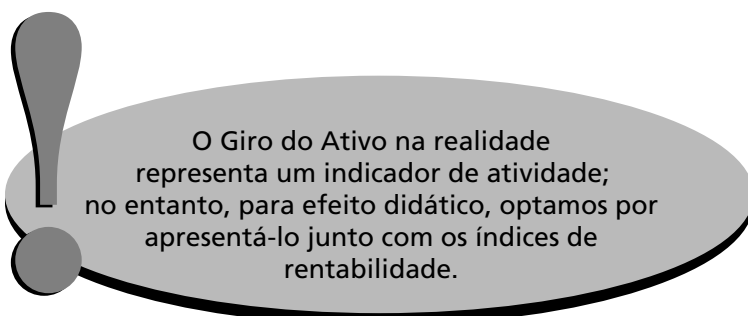 O Giro do Ativo na realidade
representa um indicador de atividade;
no entanto, para efeito didático, optamos por
apresentá-lo junto com os índices de
rentabilidade.